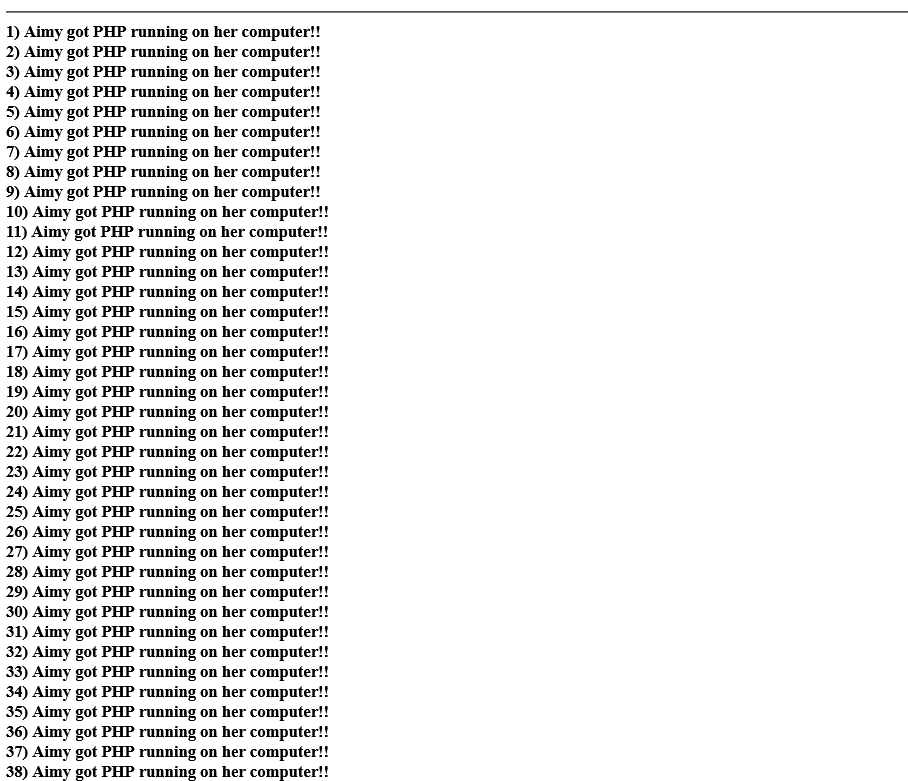 1) Aimy got PHP running on her computer!!
2) Aimy got PHP running on her computer!!
3) Aimy got PHP running on her computer!!
4) Aimy got PHP running on her computer!!
5) Aimy got PHP running on her computer!!
6) Aimy got PHP running on her computer!!
7) Aimy got PHP running on her computer!!
8) Aimy got PHP running on her computer!!
9) Aimy got PHP running on her computer!!
10) Aimy got PHP running on her computer!!
11) Aimy got PHP running on her computer!!
12) Aimy got PHP running on her computer!!
13) Aimy got PHP running on her computer!!
14) Aimy got PHP running on her computer!!
15) Aimy got PHP running on her computer!!
16) Aimy got PHP running on her computer!!
17) Aimy got PHP running on her computer!!
18) Aimy got PHP running on her computer!!
19) Aimy got PHP running on her computer!!
20) Aimy got PHP running on her computer!!
21) Aimy got PHP running on her computer!!
22) Aimy got PHP running on her computer!!
23) Aimy got PHP running on her computer!!
24) Aimy got PHP running on her computer!!
25) Aimy got PHP running on her computer!!
26) Aimy got PHP running on her computer!!
27) Aimy got PHP running on her computer!!
28) Aimy got PHP running on her computer!!
29) Aimy got PHP running on her computer!!
30) Aimy got PHP running on her computer!!
31) Aimy got PHP running on her computer!!
32) Aimy got PHP running on her computer!!
33) Aimy got PHP running on her computer!!
34) Aimy got PHP running on her computer!!
35) Aimy got PHP running on her computer!!
36) Aimy got PHP running on her computer!!
37) Aimy got PHP running on her computer!!
38) Aimy got PHP running on her computer!!